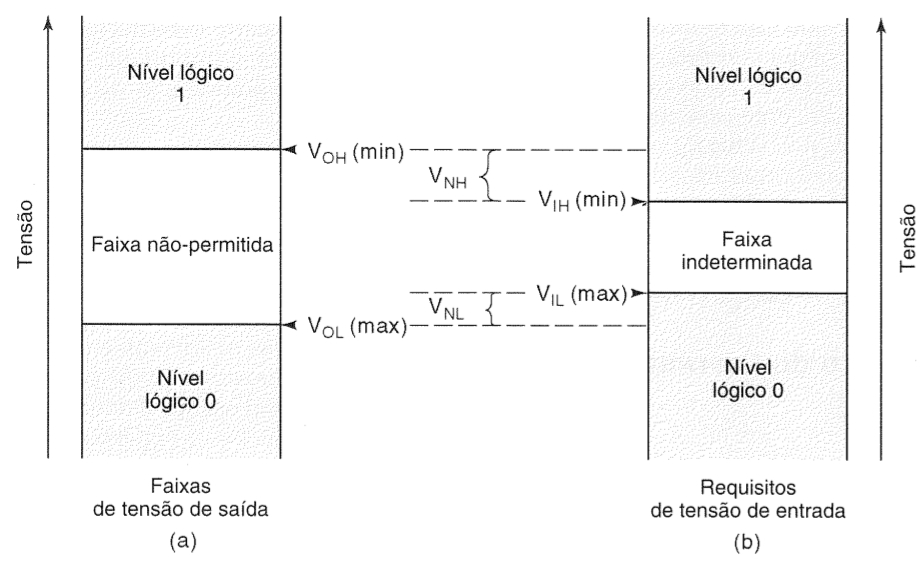 Tensão
Nível lógico
1
Faixa não-permitida
Nível
lógico 0
Faixas
de tensão de saída
(a)
V_OH (min)
V_NH
V_IH (min)
V_IL (max)
V_NL
V_OL (max)
Nível lógico
1
Faixa
indeterminada
Nível
lógico 0
Requisitos
de tensão de entrada
(b)
Tensão